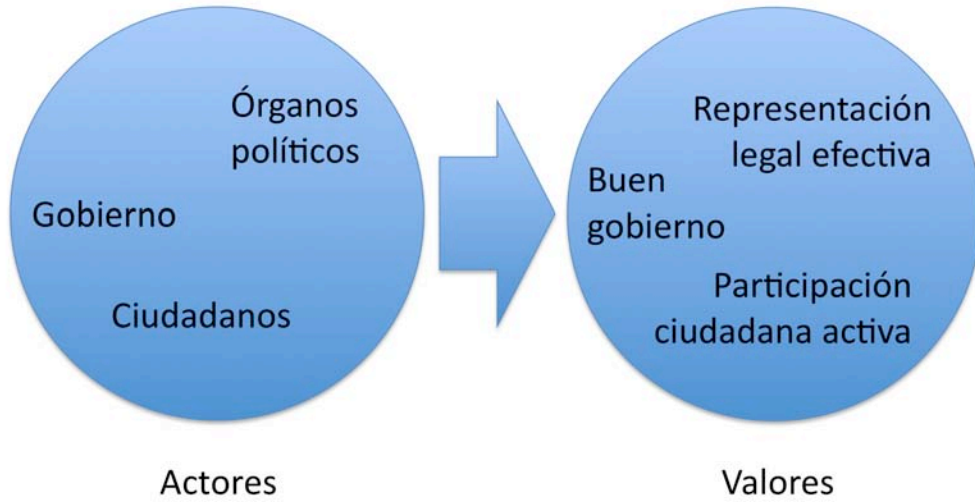 Órganos
políticos
Gobierno
Ciudadanos
Representación
legal efectiva
Buen
gobierno
Participación
ciudadana activa
Actores
Valores